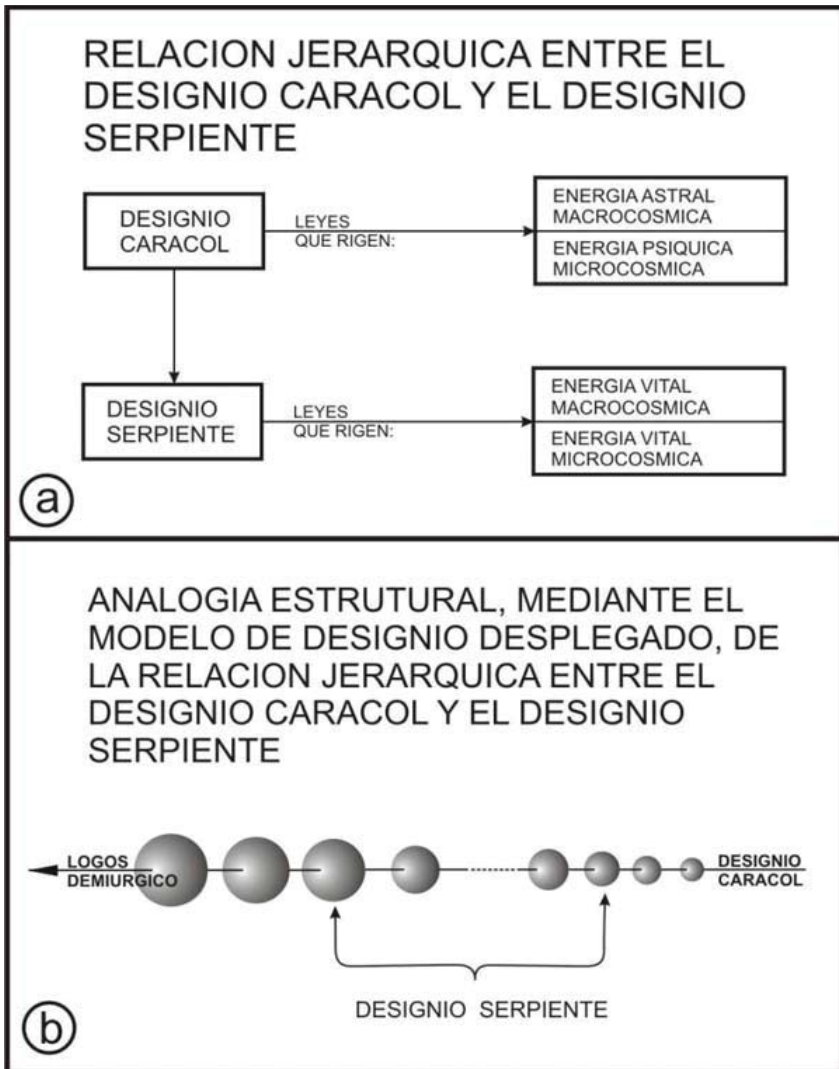 RELACION JERARQUICA ENTRE EL
DESIGNIO CARACOL Y EL DESIGNIO
SERPIENTE
DESIGNIO
CARACOL
LEYES
QUE RIGEN:
ENERGIA ASTRAL
MACROCOSMICA
ENERGIA PSIQUICA
MICROCOSMICA
DESIGNIO
SERPIENTE
LEYES
QUE RIGEN:
ENERGIA VITAL
MACROCOSMICA
ENERGIA VITAL
MICROCOSMICA
a
ANALOGIA ESTRUTURAL, MEDIANTE EL
MODELO DE DESIGNIO DESPLEGADO, DE
LA RELACION JERARQUICA ENTRE EL
DESIGNIO CARACOL Y EL DESIGNIO
SERPIENTE
LOGOS
DEMIURGICO
DESIGNIO
CARACOL
DESIGNIO SERPIENTE
b